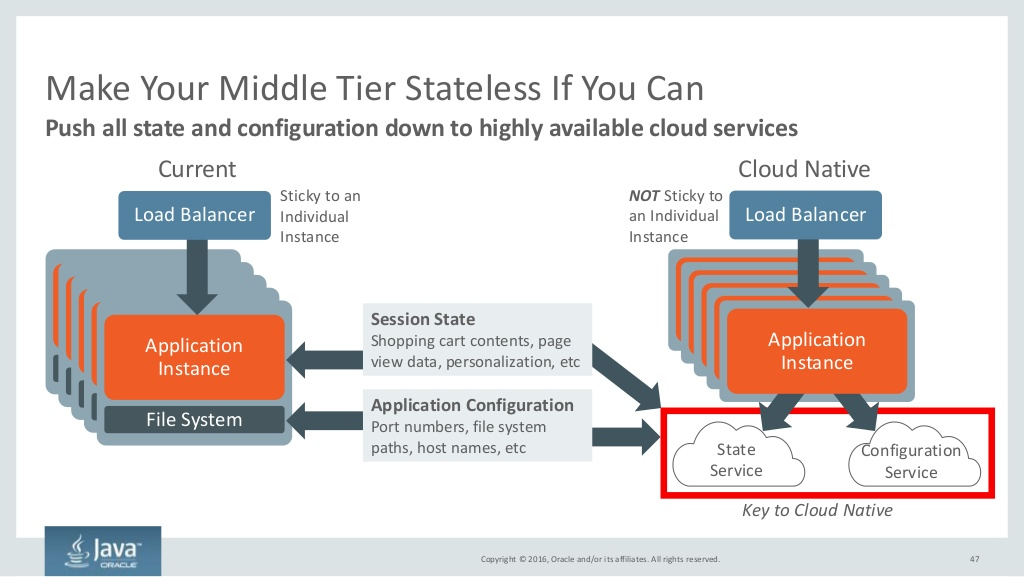 Make Your Middle Tier Stateless If You Can
Push all state and configuration down to highly available cloud services
Current
Load Balancer
Sticky to an
Individual
Instance
Application
Instance
File System
Session State
Shopping cart contents, page
view data, personalization, etc
Application Configuration
Port numbers, file system
paths, host names, etc
Cloud Native
NOT Sticky to
an Individual
Instance
Load Balancer
Application
Instance
State
Service
Configuration
Service
Key to Cloud Native
Java™
ORACLE
Copyright © 2016, Oracle and/or its affiliates. All rights reserved.
47